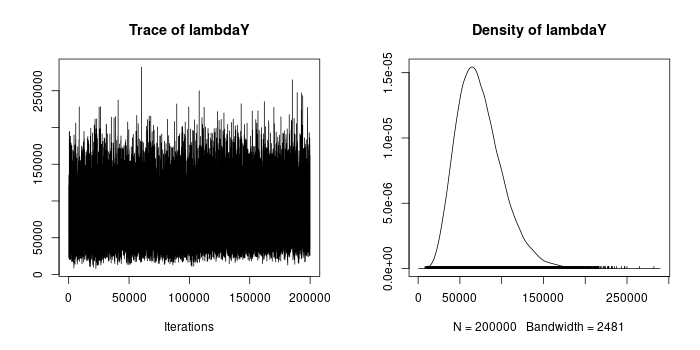 Trace of lambdaY
250000
150000
50000
0
0
50000
100000
150000
200000
Iterations
Density of lambdaY
1.5e-05
1.0e-05
5.0e-06
0.0e+00
0
50000
150000
250000
N = 200000 Bandwidth = 2481